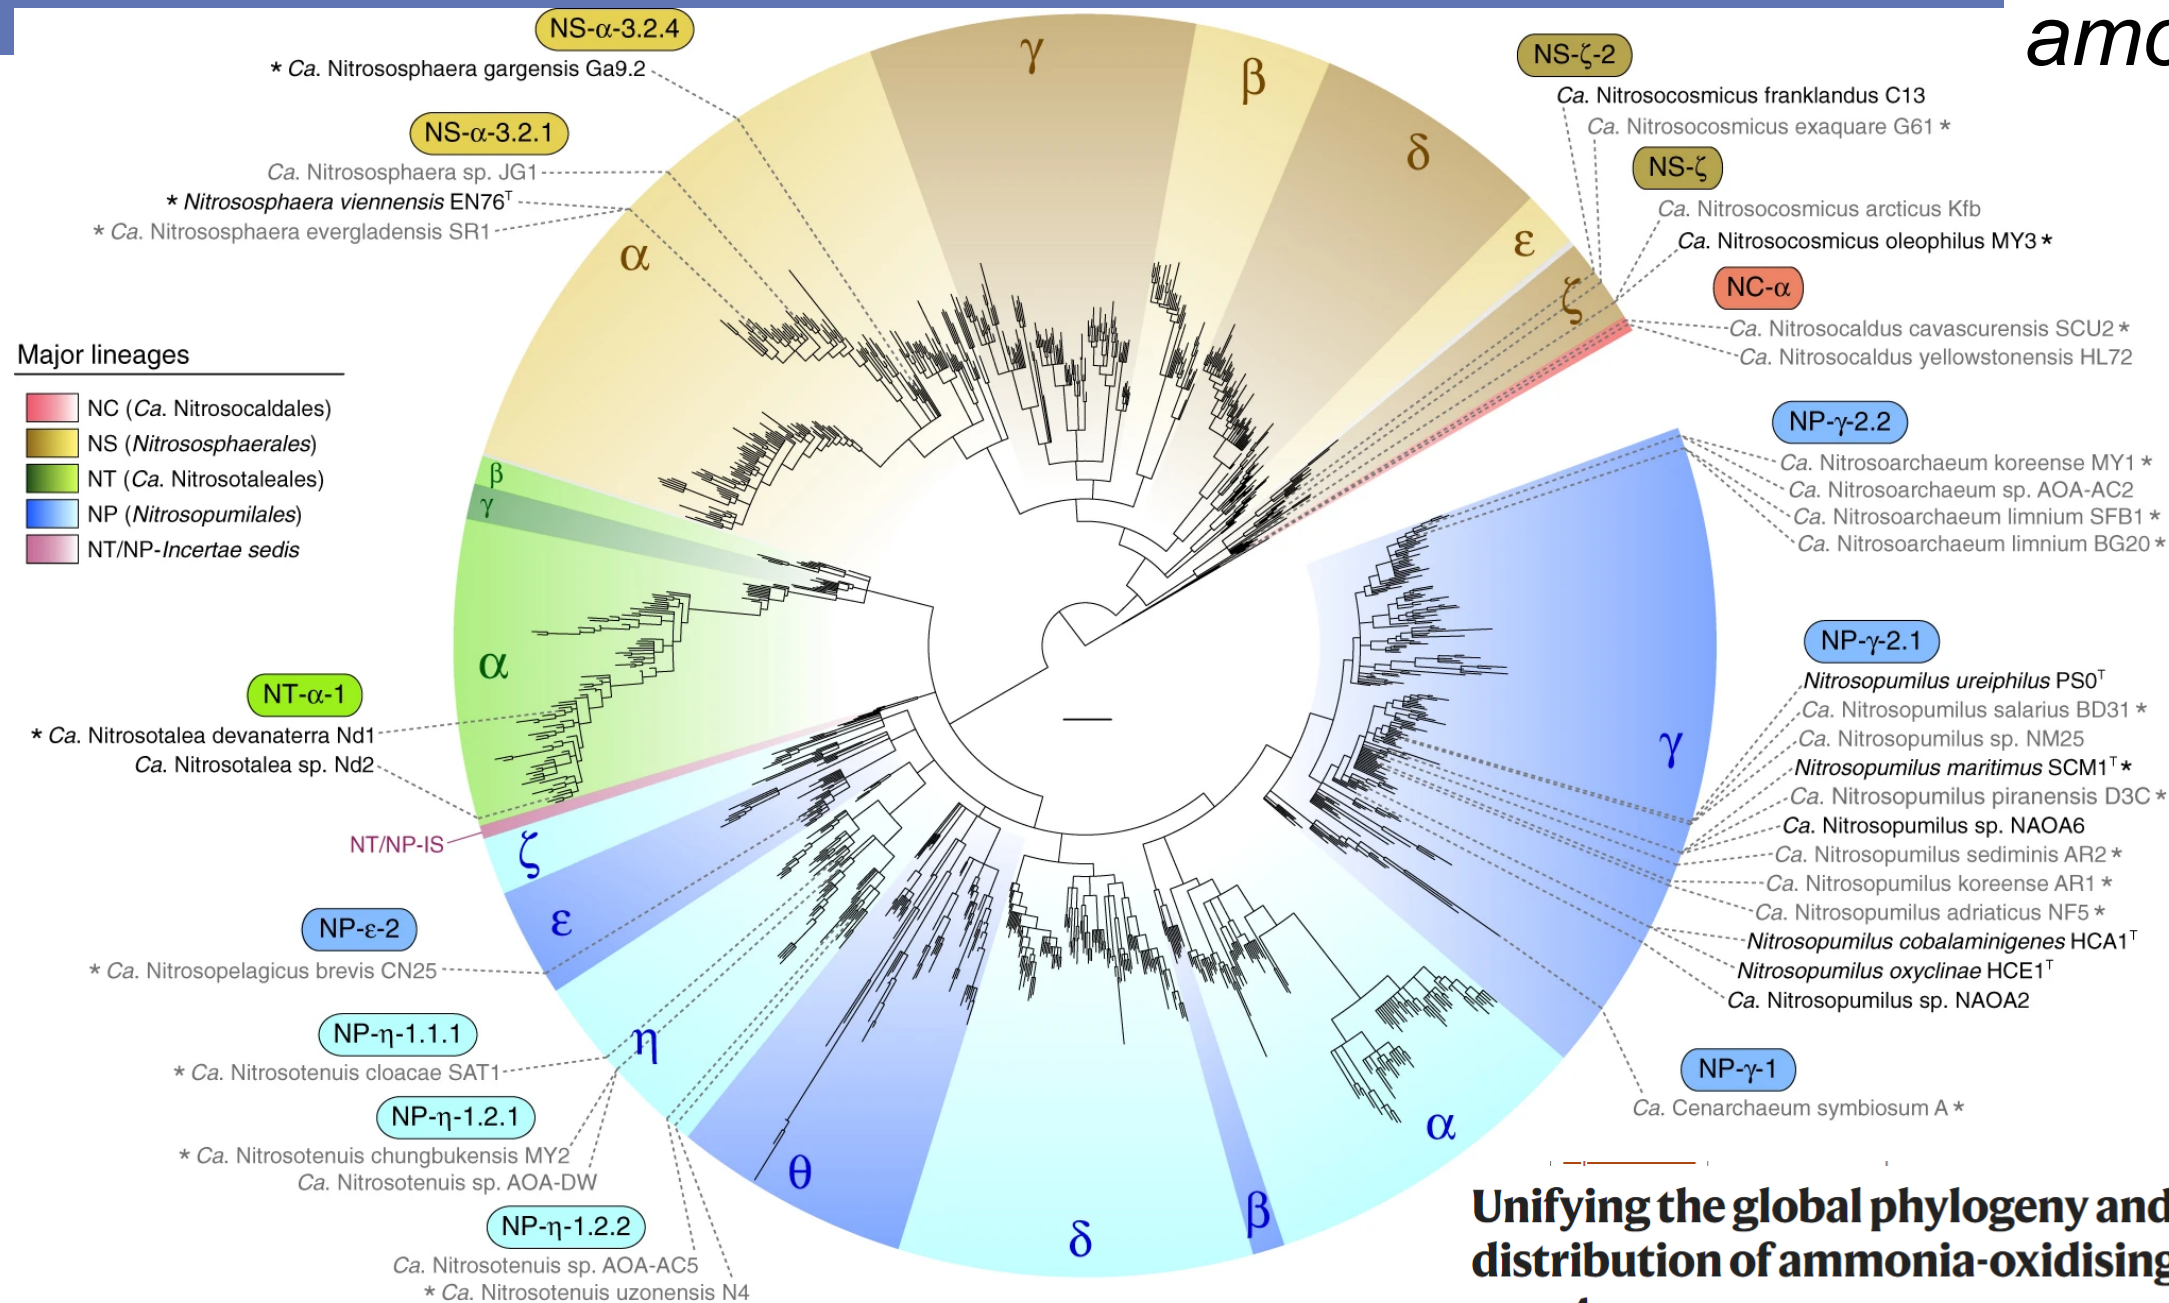 amo
NS-α-3.2.4
* Ca. Nitrososphaera gargensis Ga9.2
NS-α-3.2.1
Ca. Nitrososphaera sp. JG1
* Nitrososphaera viennensis EN76ᵀ
* Ca. Nitrososphaera evergladensis SR1
Major lineages
NC (Ca. Nitrosocaldales)
NS (Nitrososphaerales)
NT (Ca. Nitrosotaleales)
NP (Nitrosopumilales)
NT/NP-Incertae sedis
NT-α-1
* Ca. Nitrosotalea devanaterra Nd1
Ca. Nitrosotalea sp. Nd2
NT/NP-IS
NP-ε-2
* Ca. Nitrosopelagicus brevis CN25
NP-η-1.1.1
* Ca. Nitrosotenuis cloacae SAT1
NP-η-1.2.1
* Ca. Nitrosotenuis chungbukensis MY2
Ca. Nitrosotenuis sp. AOA-DW
NP-η-1.2.2
Ca. Nitrosotenuis sp. AOA-AC5
* Ca. Nitrosotenuis uzonensis N4
α
γ
β
δ
ε
ζ
β
γ
α
ζ
ε
η
θ
δ
β
α
γ
NS-ζ-2
Ca. Nitrosocosmicus franklandus C13
Ca. Nitrosocosmicus exaquare G61 *
NS-ζ
Ca. Nitrosocosmicus arcticus Kfb
Ca. Nitrosocosmicus oleophilus MY3 *
NC-α
Ca. Nitrosocaldus cavascurensis SCU2 *
Ca. Nitrosocaldus yellowstonensis HL72
NP-γ-2.2
Ca. Nitrosoarchaeum koreense MY1 *
Ca. Nitrosoarchaeum sp. AOA-AC2
Ca. Nitrosoarchaeum limnium SFB1 *
Ca. Nitrosoarchaeum limnium BG20 *
NP-γ-2.1
Nitrosopumilus ureiphilus PS0ᵀ
Ca. Nitrosopumilus salarius BD31 *
Ca. Nitrosopumilus sp. NM25
Nitrosopumilus maritimus SCM1ᵀ *
Ca. Nitrosopumilus piranensis D3C *
Ca. Nitrosopumilus sp. NAOA6
Ca. Nitrosopumilus sediminis AR2 *
Ca. Nitrosopumilus koreense AR1 *
Ca. Nitrosopumilus adriaticus NF5 *
Nitrosopumilus cobalaminigenes HCA1ᵀ
Nitrosopumilus oxyclinae HCE1ᵀ
Ca. Nitrosopumilus sp. NAOA2
NP-γ-1
Ca. Cenarchaeum symbiosum A *
Unifying the global phylogeny and
distribution of ammonia-oxidising